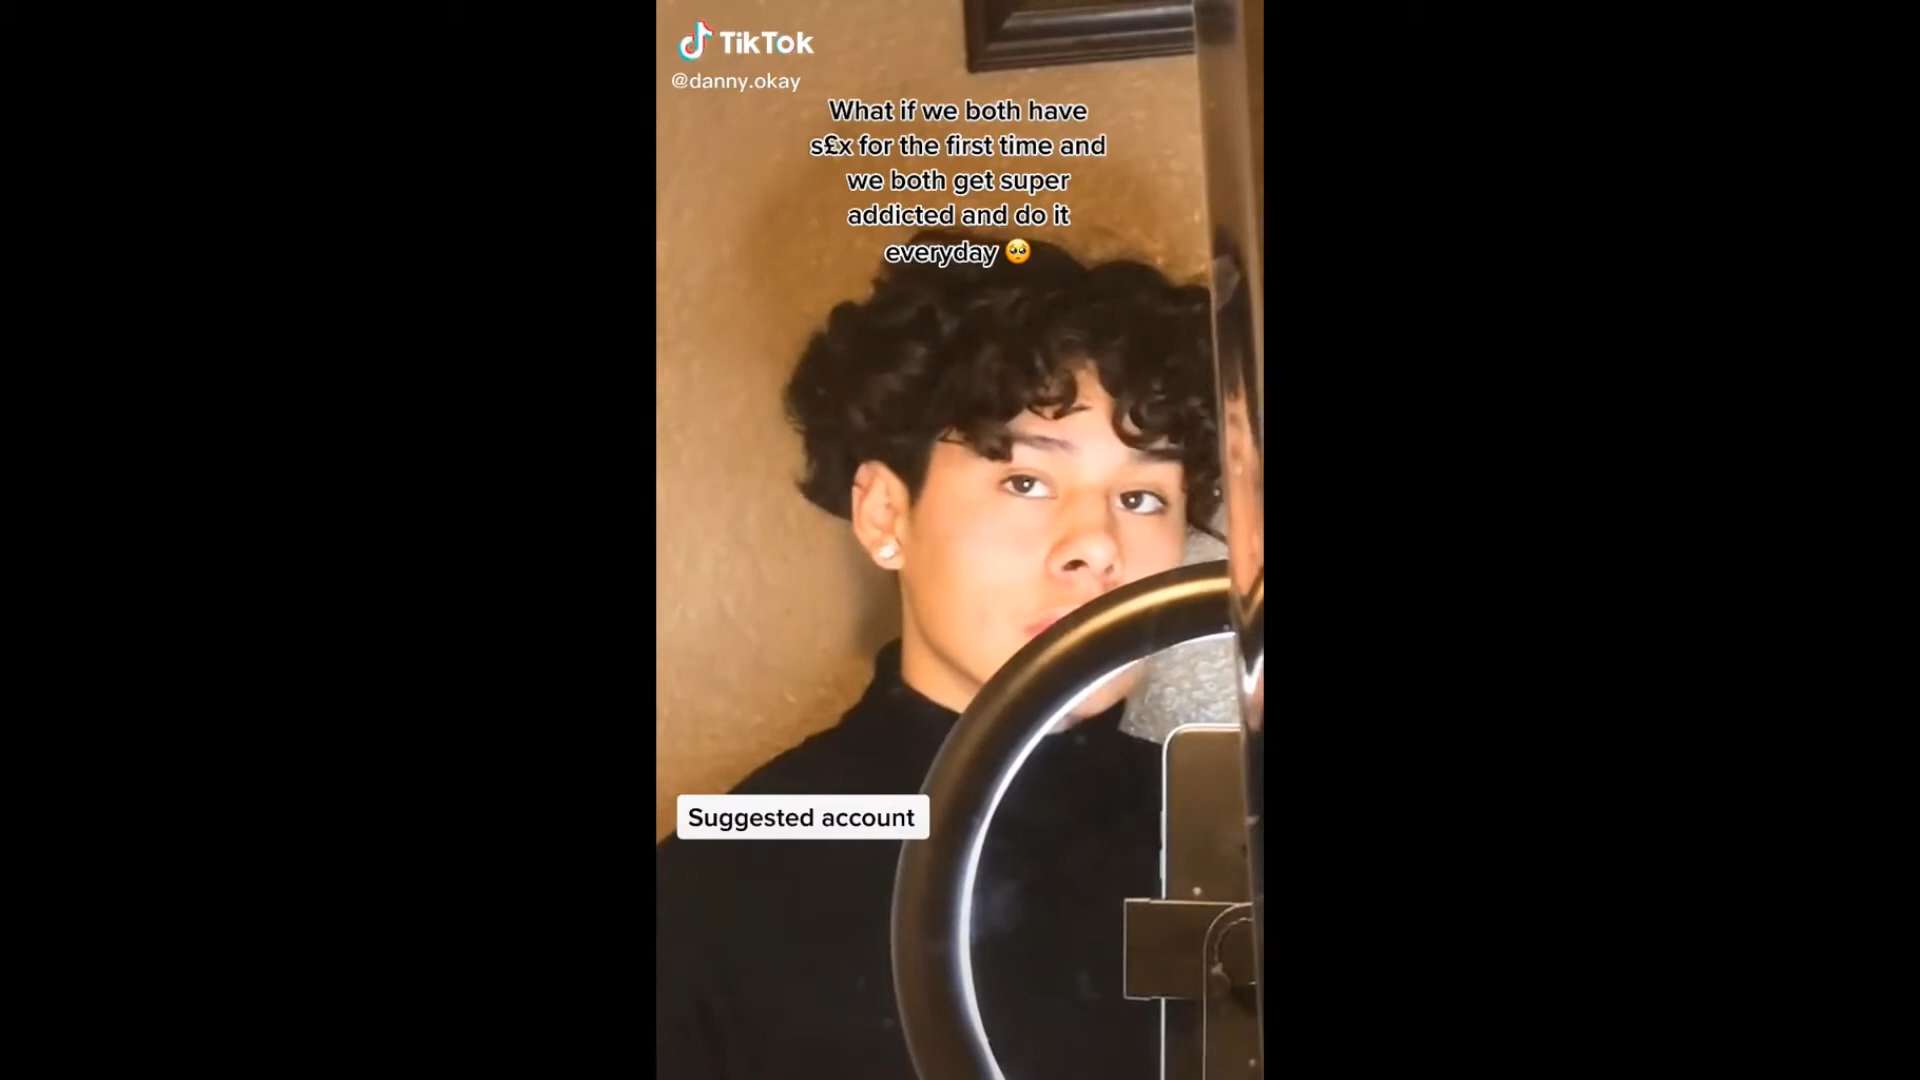 TikTok
@danny.okay
What if we both have
s£x for the first time and
we both get super
addicted and do it
everyday 🥺
Suggested account